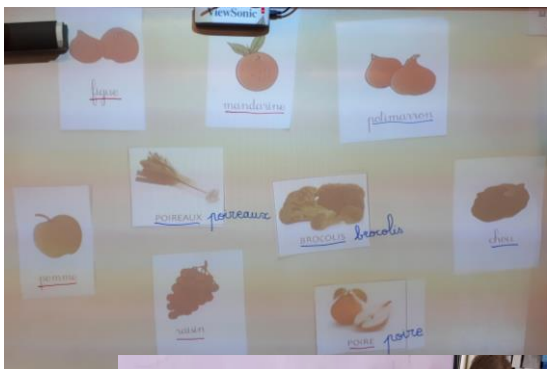 ViewSonic
figue
mandarine
potimarron
POIREAUX poireaux
BROCOLIS brocolis
chou
pomme
raisin
POIRE poire